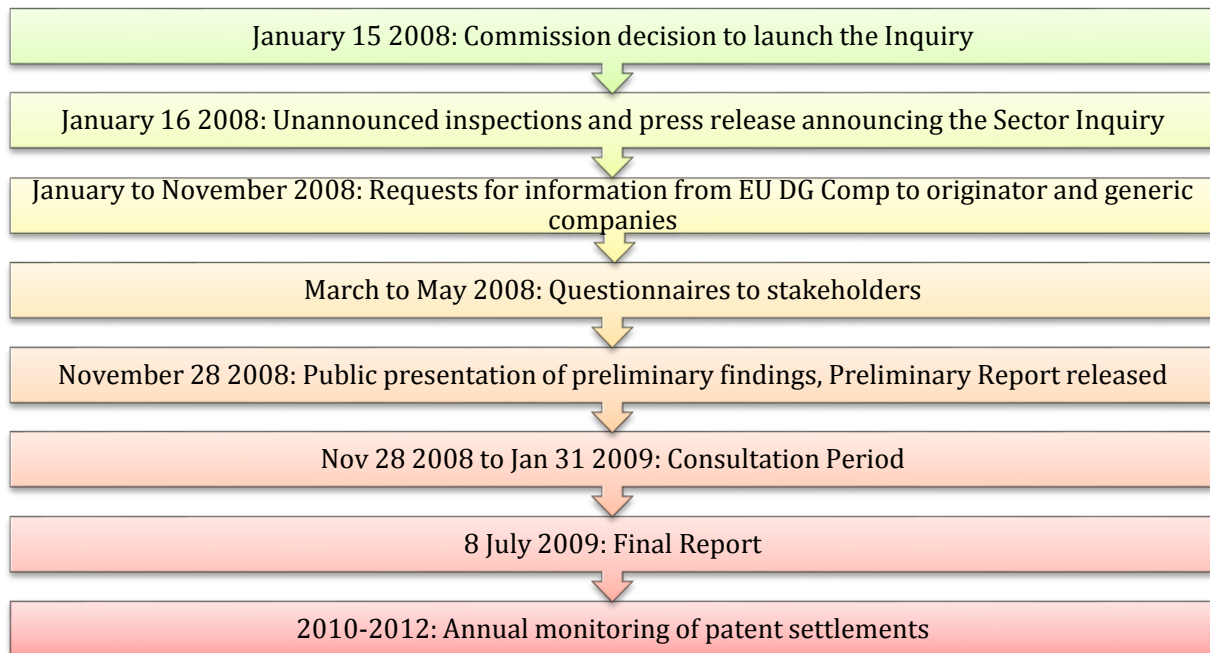 January 15 2008: Commission decision to launch the Inquiry
January 16 2008: Unannounced inspections and press release announcing the Sector Inquiry
January to November 2008: Requests for information from EU DG Comp to originator and generic
companies
March to May 2008: Questionnaires to stakeholders
November 28 2008: Public presentation of preliminary findings, Preliminary Report released
Nov 28 2008 to Jan 31 2009: Consultation Period
8 July 2009: Final Report
2010-2012: Annual monitoring of patent settlements